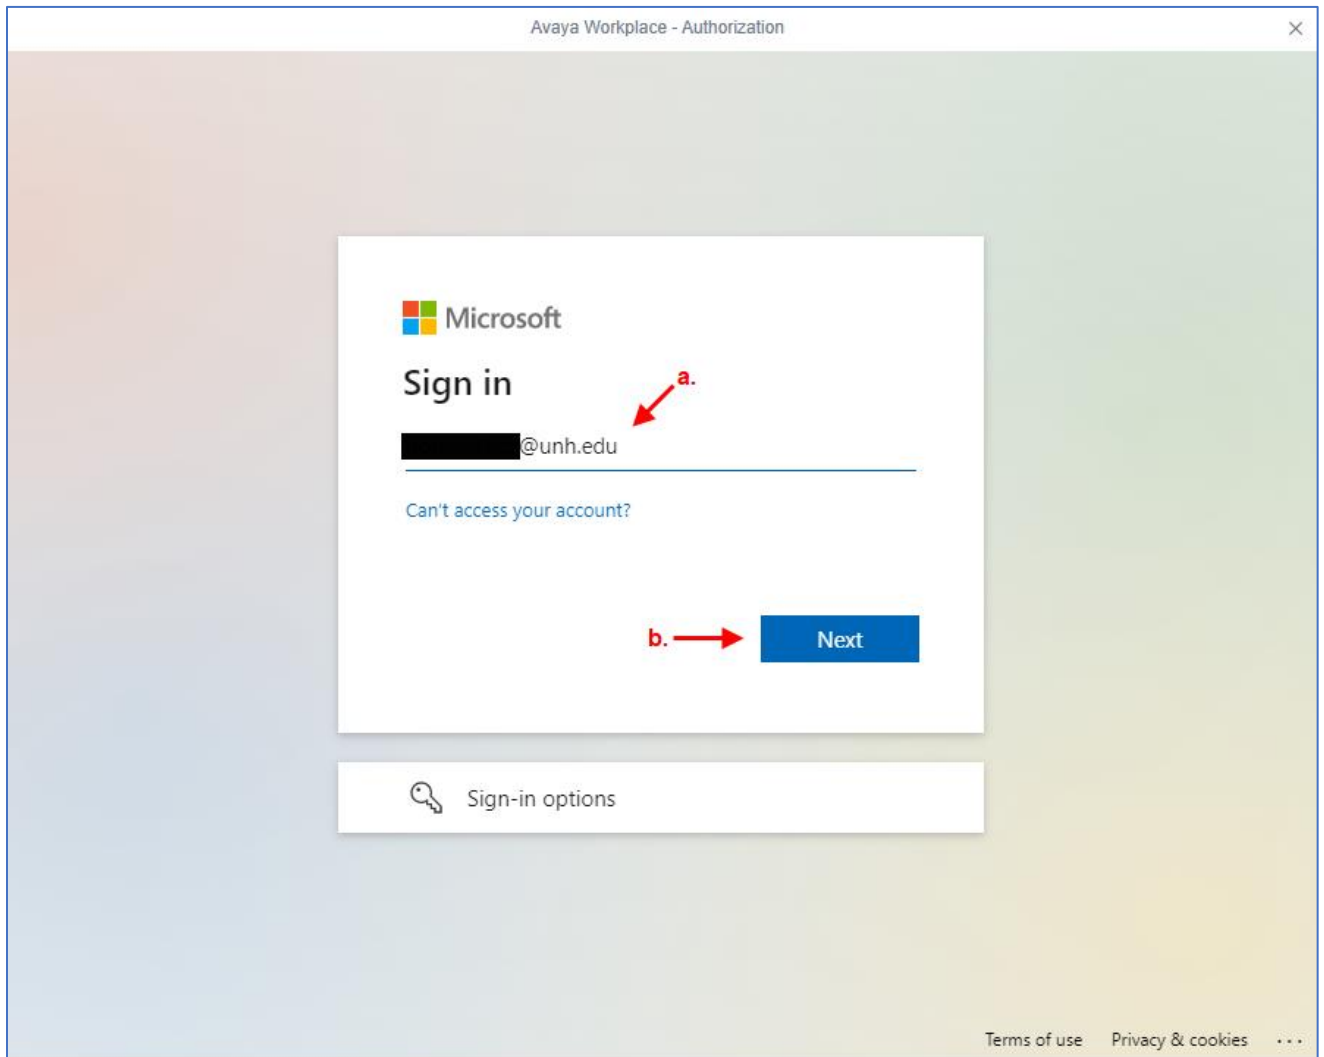 Avaya Workplace - Authorization
Microsoft
Sign in
a.
@unh.edu
Can't access your account?
b.
Next
Sign-in options
Terms of use Privacy & cookies ...